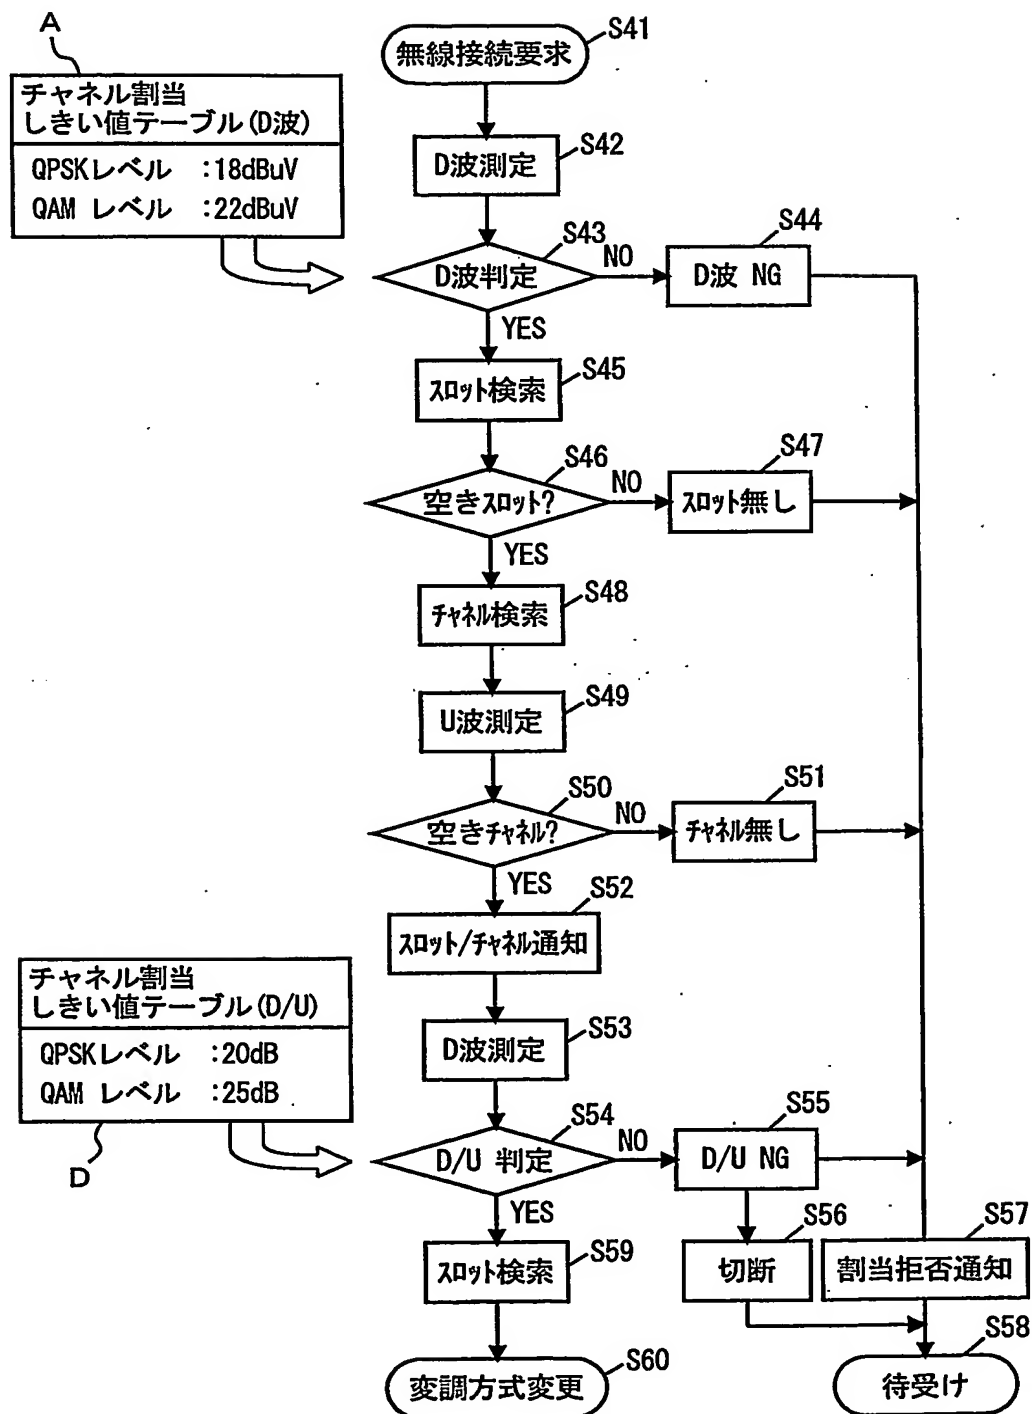 A
チャネル割当
しきい値テーブル(D波)
QPSKレベル :18dBuV
QAM レベル :22dBuV
無線接続要求
S41
D波測定
S42
D波判定
S43
NO
D波 NG
S44
YES
スロット検索
S45
空きスロット?
S46
NO
スロット無し
S47
YES
チャネル検索
S48
U波測定
S49
空きチャネル?
S50
NO
チャネル無し
S51
YES
スロット/チャネル通知
S52
チャネル割当
しきい値テーブル(D/U)
QPSKレベル :20dB
QAM レベル :25dB
D
D波測定
S53
D/U 判定
S54
NO
D/U NG
S55
YES
スロット検索
S59
切断
S56
割当拒否通知
S57
変調方式変更
S60
待受け
S58